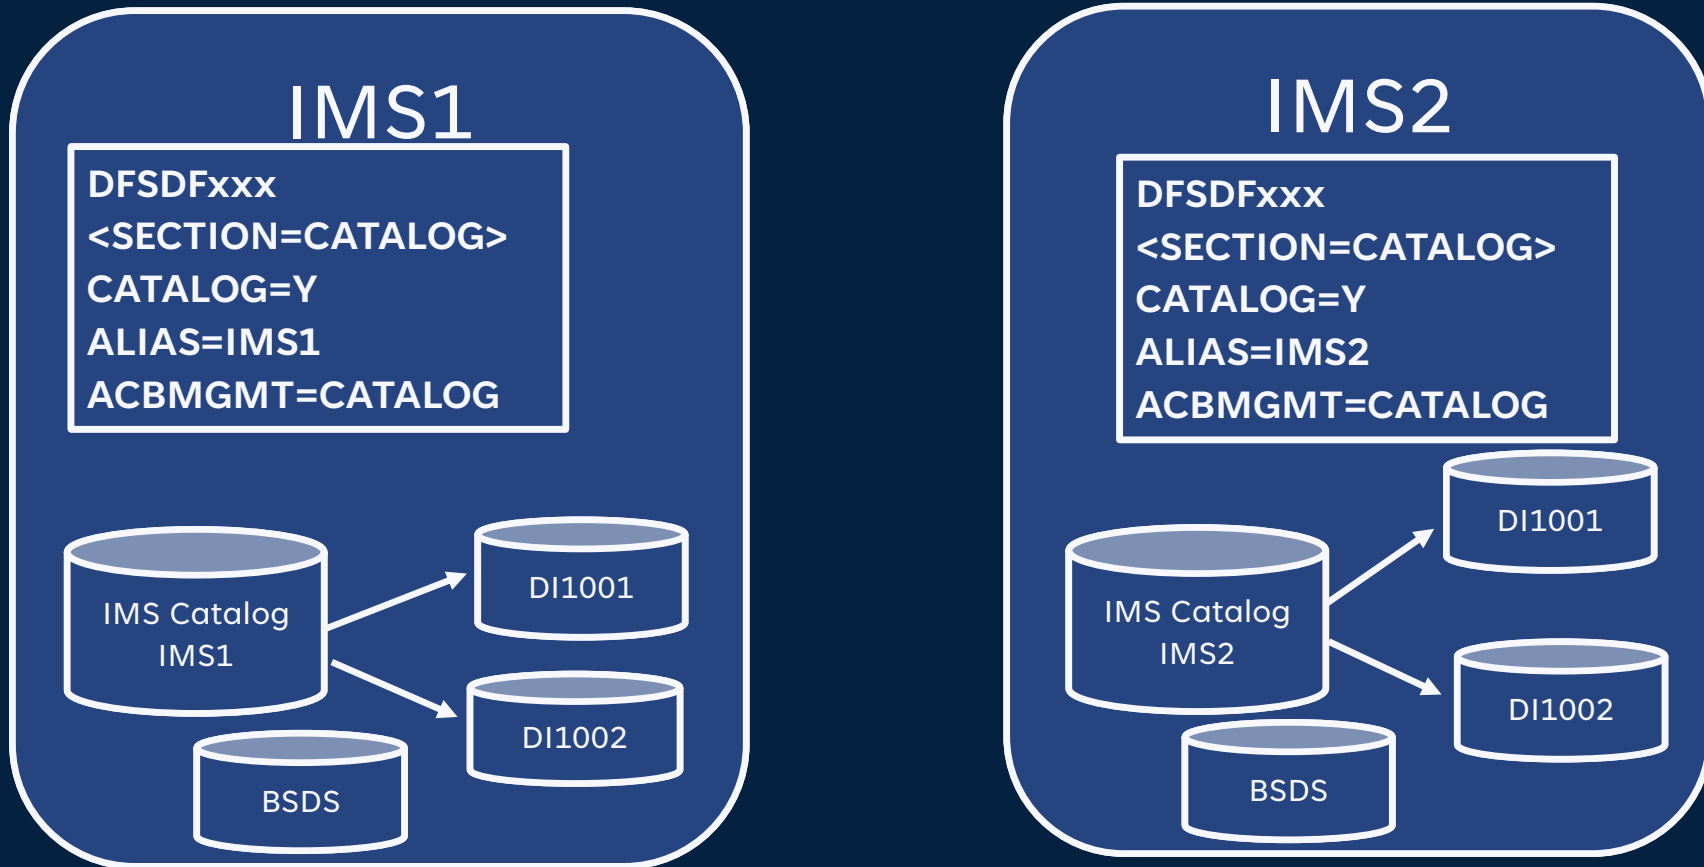 IMS1
DFSDFxxx
<SECTION=CATALOG>
CATALOG=Y
ALIAS=IMS1
ACBMGMT=CATALOG
IMS Catalog
IMS1
DI1001
DI1002
BSDS
IMS2
DFSDFxxx
<SECTION=CATALOG>
CATALOG=Y
ALIAS=IMS2
ACBMGMT=CATALOG
DI1001
IMS Catalog
IMS2
DI1002
BSDS